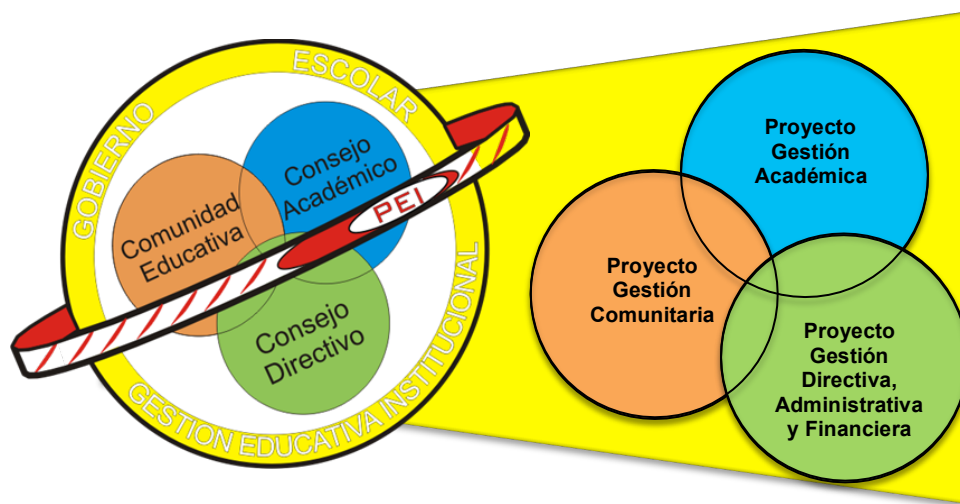 GOBIERNO
ESCOLAR
Comunidad
Educativa
Consejo
Académico
PEI
Consejo
Directivo
GESTION EDUCATIVA INSTITUCIONAL
Proyecto
Gestión
Académica
Proyecto
Gestión
Comunitaria
Proyecto
Gestión
Directiva,
Administrativa
y Financiera